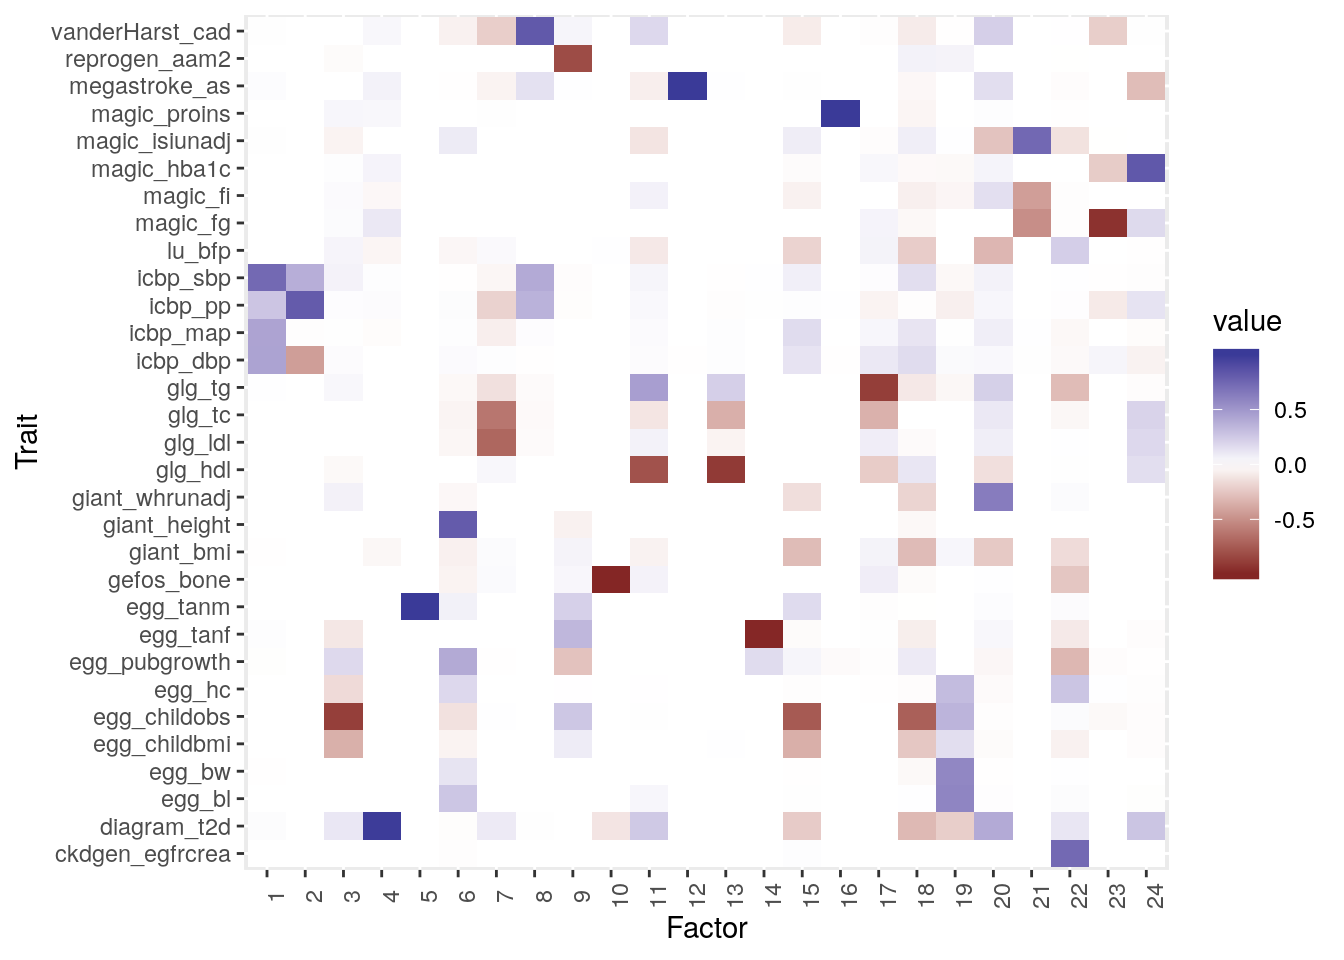 vanderHarst_cad
reprogen_aam2
megastroke_as
magic_proins
magic_isiunadj
magic_hba1c
magic_fi
magic_fg
lu_bfp
icbp_sbp
icbp_pp
icbp_map
icbp_dbp
glg_tg
glg_tc
glg_ldl
glg_hdl
giant_whrunadj
giant_height
giant_bmi
gefos_bone
egg_tanm
egg_tanf
egg_pubgrowth
egg_hc
egg_childobs
egg_childbmi
egg_bw
egg_bl
diagram_t2d
ckdgen_egfrcrea
Trait
1 2 3 4 5 6 7 8 9 10 11 12 13 14 15 16 17 18 19 20 21 22 23 24
Factor
value
0.5
0.0
-0.5